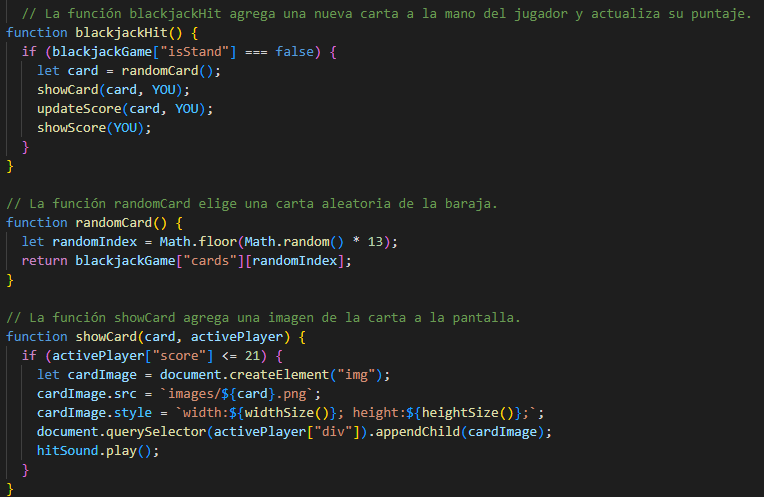 // La función blackjackHit agrega una nueva carta a la mano del jugador y actualiza su puntaje.
function blackjackHit() {
if (blackjackGame["isStand"] === false) {
let card = randomCard();
showCard(card, YOU);
updateScore(card, YOU);
showScore(YOU);
}
}
// La función randomCard elige una carta aleatoria de la baraja.
function randomCard() {
let randomIndex = Math.floor(Math.random() * 13);
return blackjackGame["cards"][randomIndex];
}
// La función showCard agrega una imagen de la carta a la pantalla.
function showCard(card, activePlayer) {
if (activePlayer["score"] <= 21) {
let cardImage = document.createElement("img");
cardImage.src = `images/${card}.png`;
cardImage.style = `width:${widthSize()}; height:${heightSize()};`;
document.querySelector(activePlayer["div"]).appendChild(cardImage);
hitSound.play();
}
}